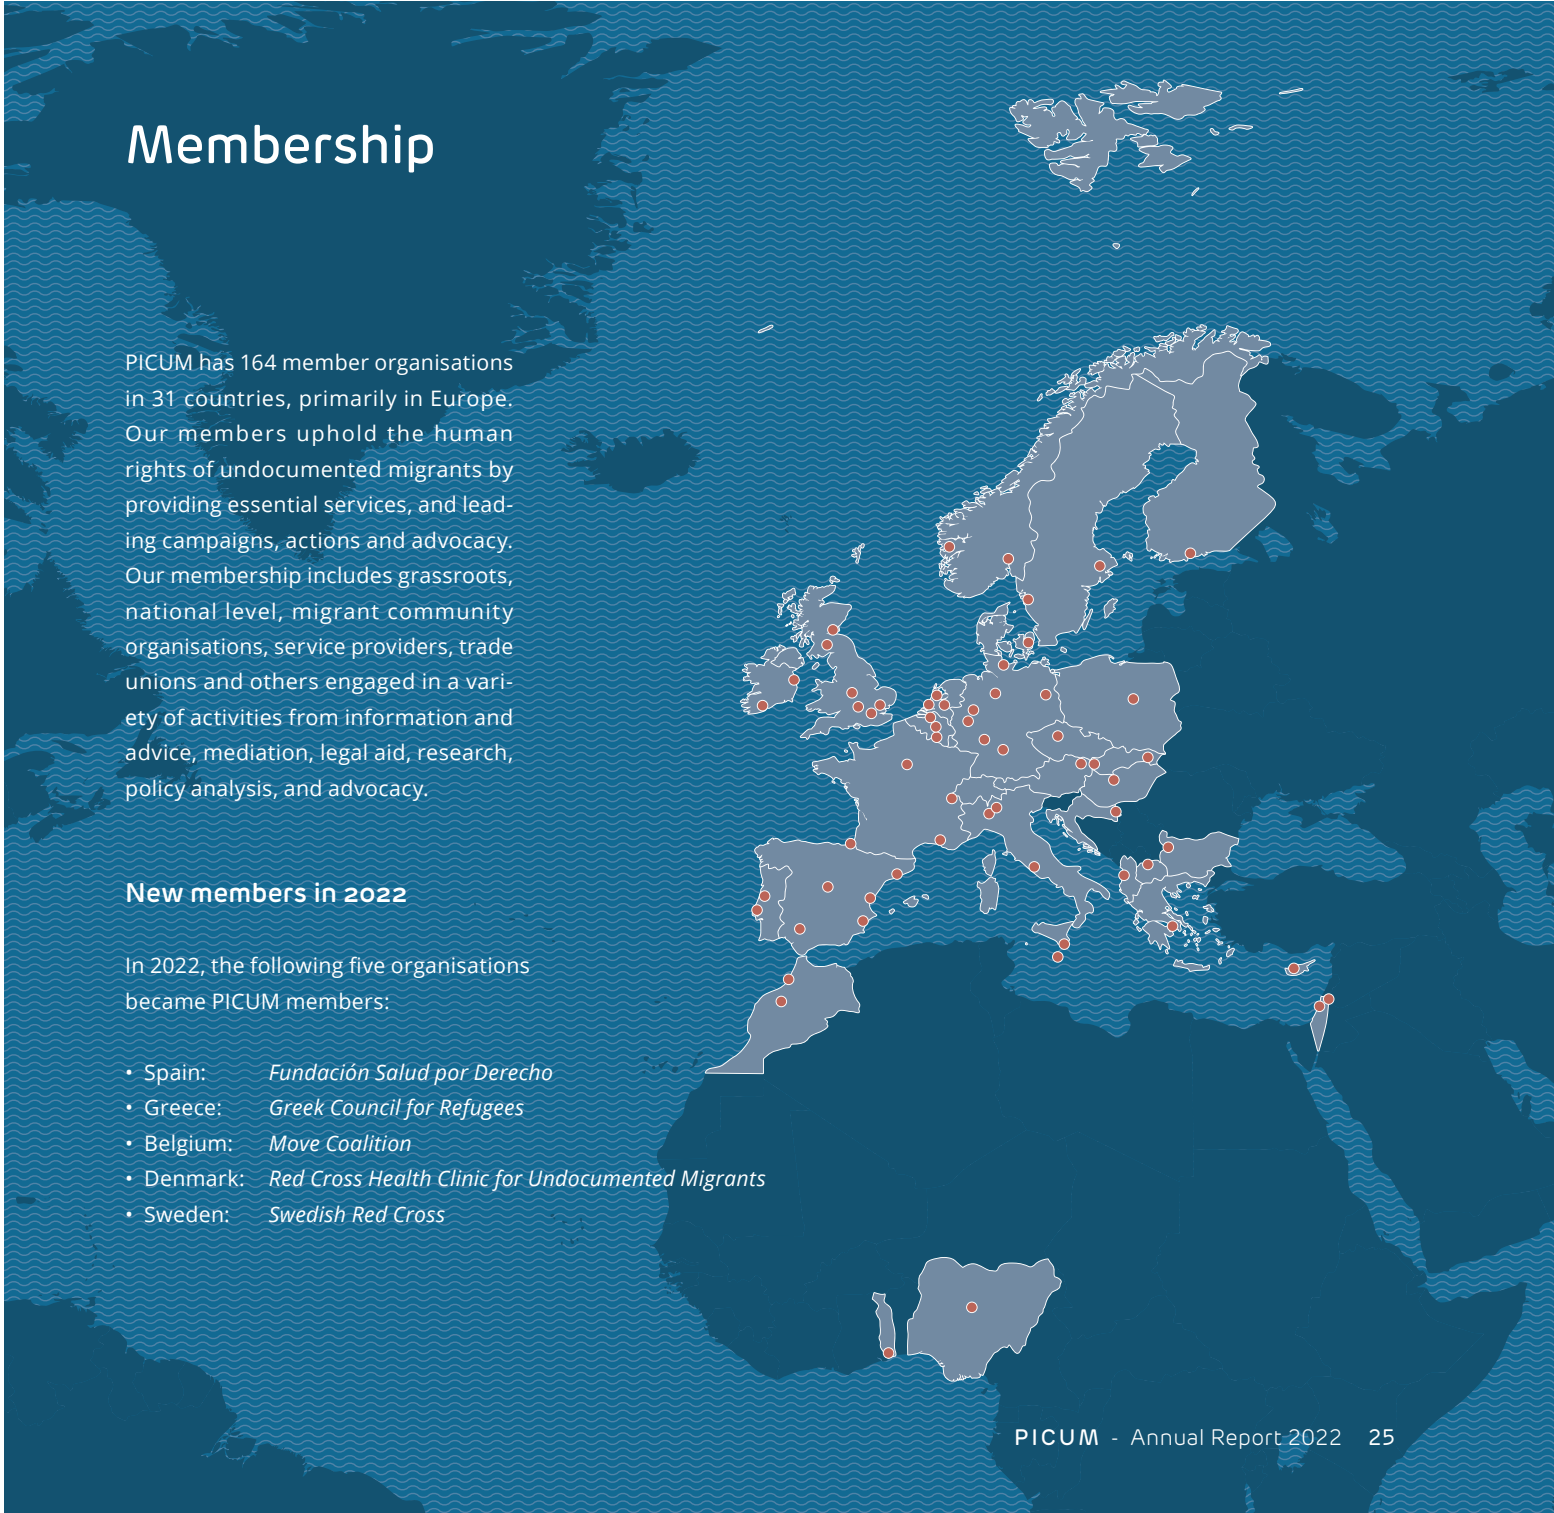 Membership
PICUM has 164 member organisations
in 31 countries, primarily in Europe.
Our members uphold the human
rights of undocumented migrants by
providing essential services, and lead-
ing campaigns, actions and advocacy.
Our membership includes grassroots,
national level, migrant community
organisations, service providers, trade
unions and others engaged in a vari-
ety of activities from information and
advice, mediation, legal aid, research,
policy analysis, and advocacy.
New members in 2022
In 2022, the following five organisations
became PICUM members:
• Spain: Fundación Salud por Derecho
• Greece: Greek Council for Refugees
• Belgium: Move Coalition
• Denmark: Red Cross Health Clinic for Undocumented Migrants
• Sweden: Swedish Red Cross
PICUM - Annual Report 2022 25